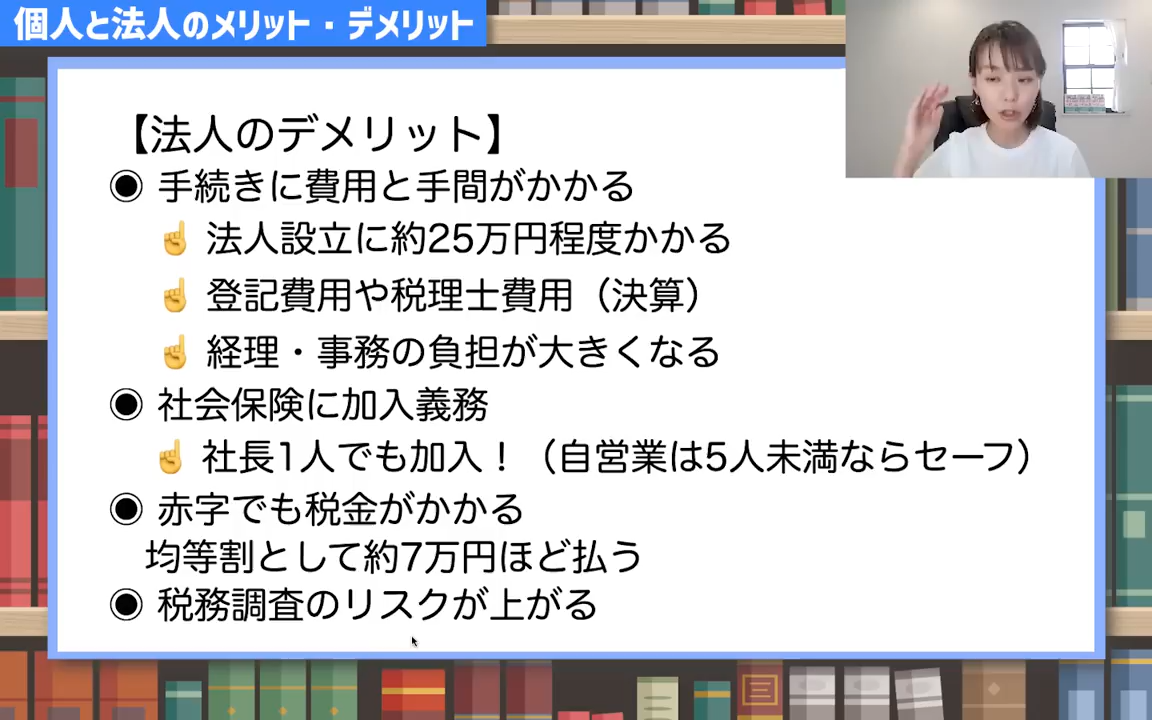 個人と法人のメリット・デメリット
【法人のデメリット】
◉ 手続きに費用と手間がかかる
☝ 法人設立に約25万円程度かかる
☝ 登記費用や税理士費用（決算）
☝ 経理・事務の負担が大きくなる
◉ 社会保険に加入義務
☝ 社長1人でも加入！（自営業は5人未満ならセーフ）
◉ 赤字でも税金がかかる
均等割として約7万円ほど払う
◉ 税務調査のリスクが上がる